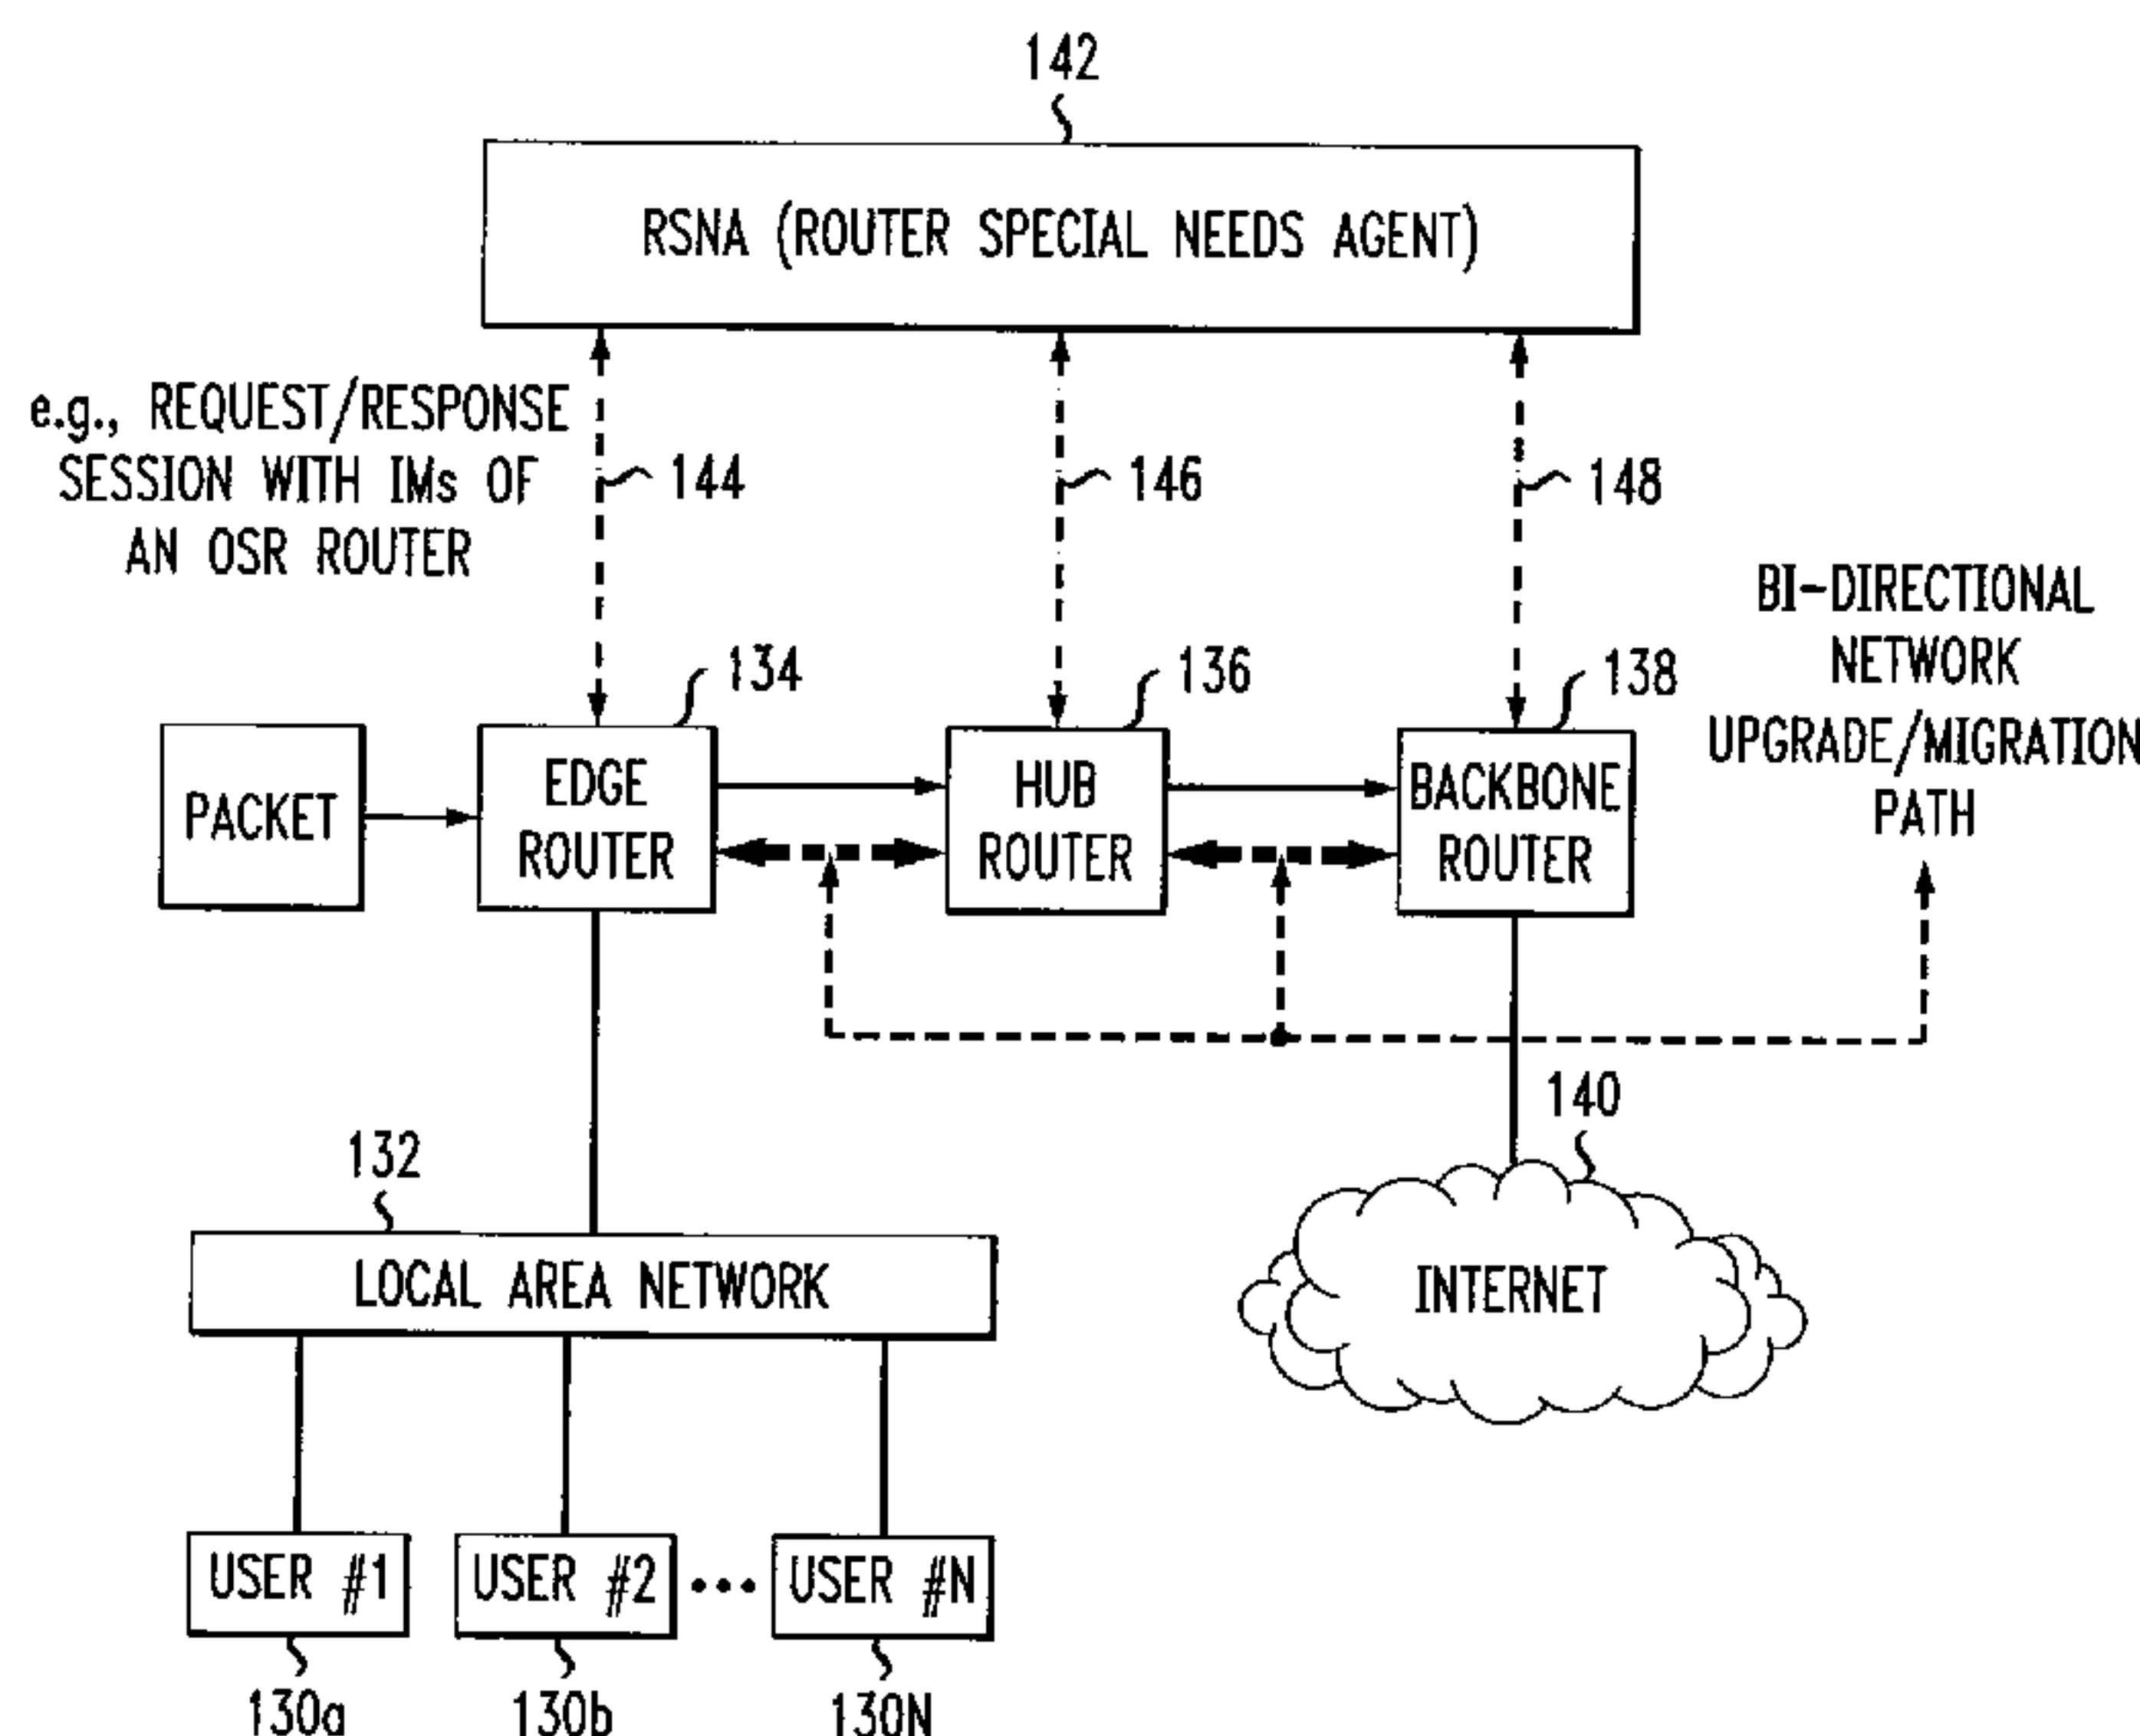 142
RSNA (ROUTER SPECIAL NEEDS AGENT)
e.g., REQUEST/RESPONSE
SESSION WITH IMs OF
AN OSR ROUTER
144
146
148
BI-DIRECTIONAL
NETWORK
UPGRADE/MIGRATION
PATH
134
136
138
PACKET
EDGE
ROUTER
HUB
ROUTER
BACKBONE
ROUTER
140
132
LOCAL AREA NETWORK
INTERNET
USER #1
USER #2
USER #N
130a
130b
130N